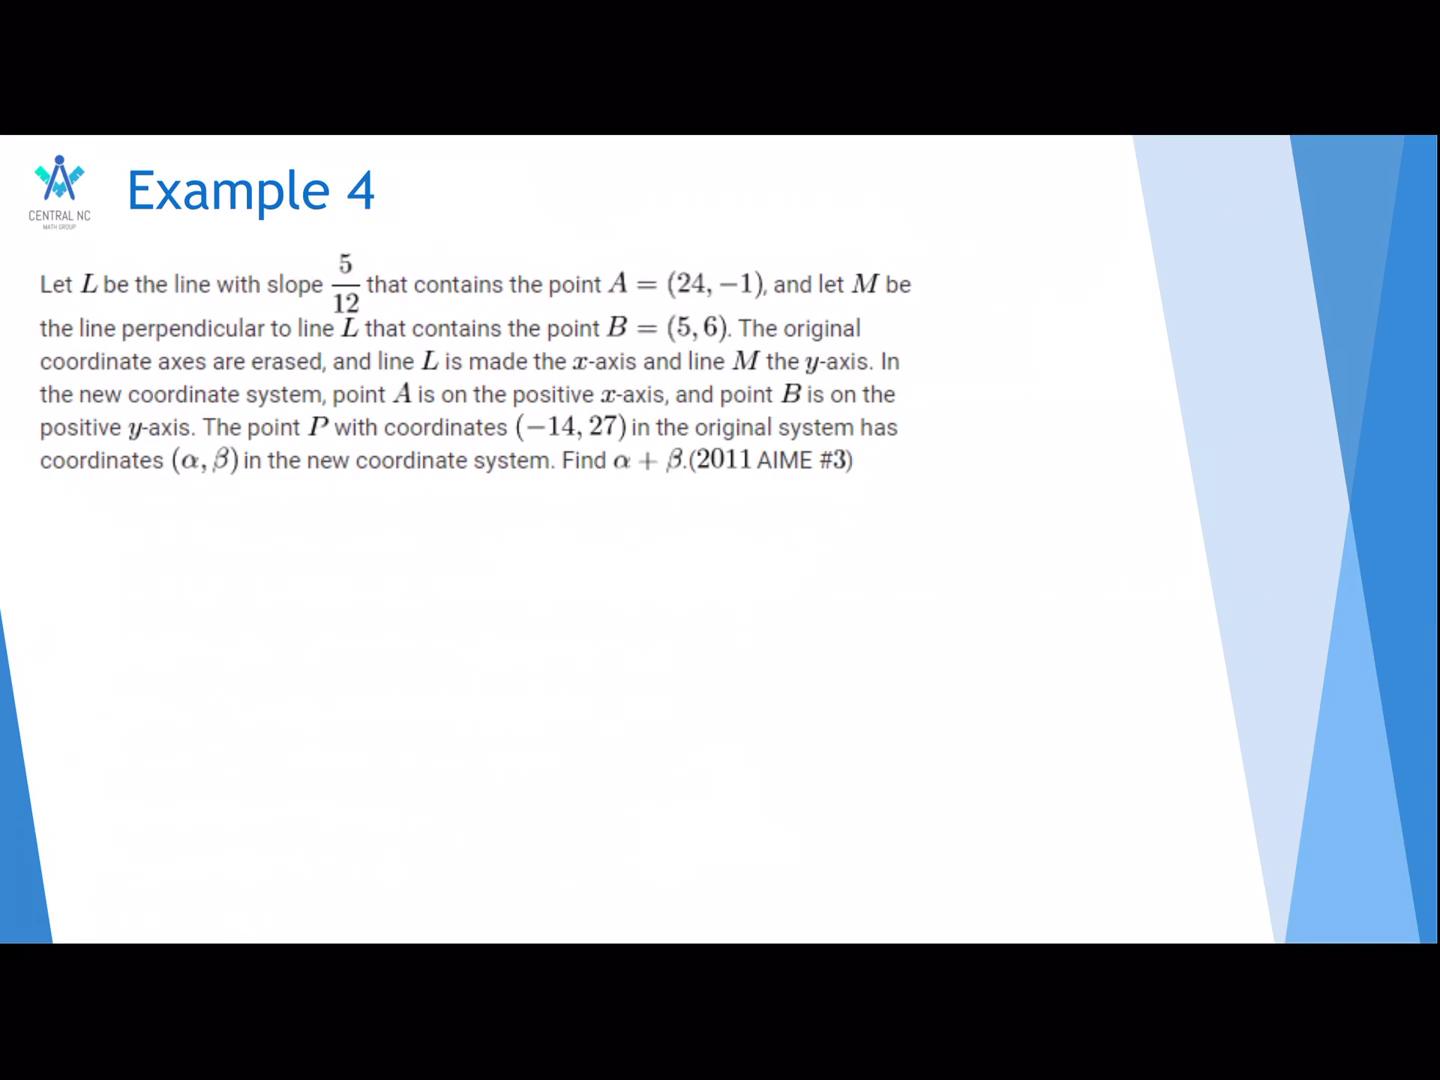 CENTRAL NC
MATH GROUP
Example 4
Let L be the line with slope 5/12 that contains the point A = (24, −1), and let M be
the line perpendicular to line L that contains the point B = (5, 6). The original
coordinate axes are erased, and line L is made the x-axis and line M the y-axis. In
the new coordinate system, point A is on the positive x-axis, and point B is on the
positive y-axis. The point P with coordinates (−14, 27) in the original system has
coordinates (α, β) in the new coordinate system. Find α + β.(2011 AIME #3)